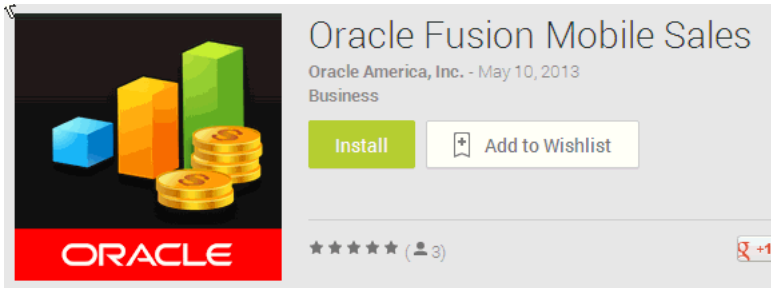 Oracle Fusion Mobile Sales
Oracle America, Inc. - May 10, 2013
Business
Install
Add to Wishlist
ORACLE
(3)
g +1